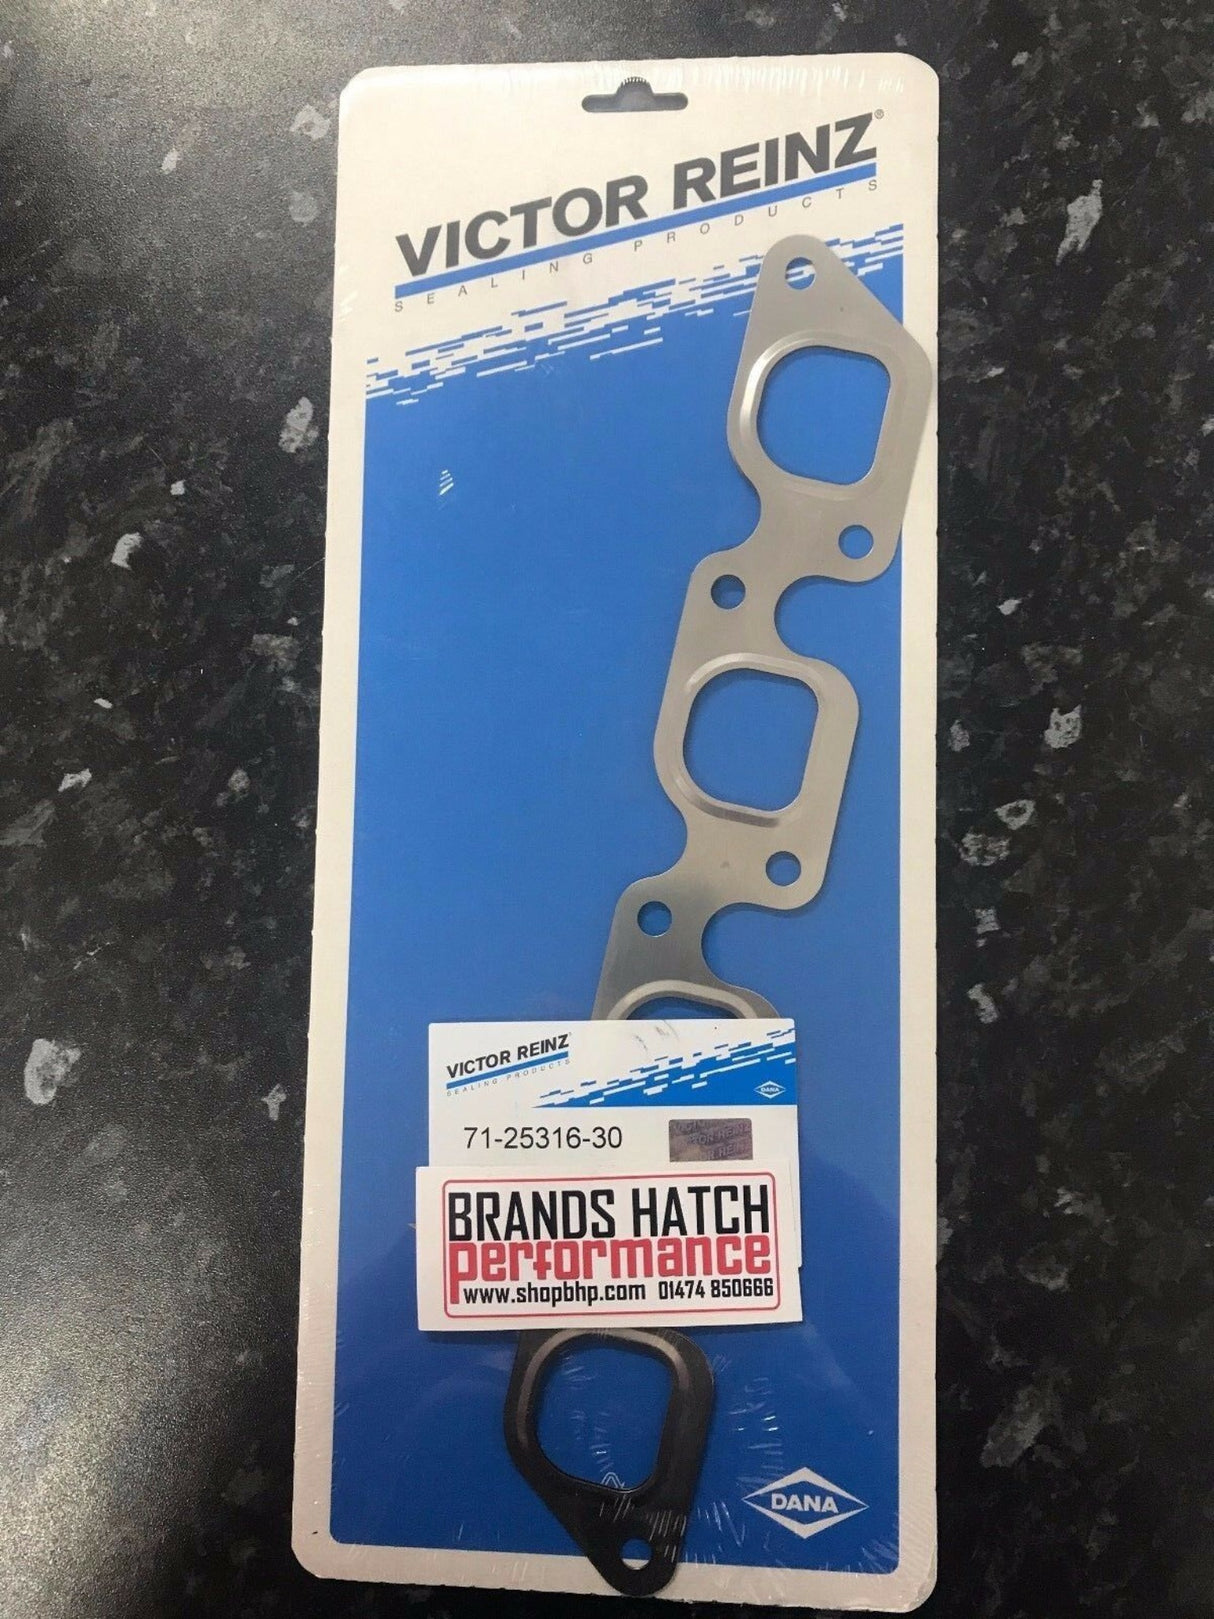 VICTOR REINZ®
SEALING PRODUCTS
VICTOR REINZ®
SEALING PRODUCTS
DANA
71-25316-30
BRANDS HATCH
performance
www.shopbhp.com 01474 850666
DANA